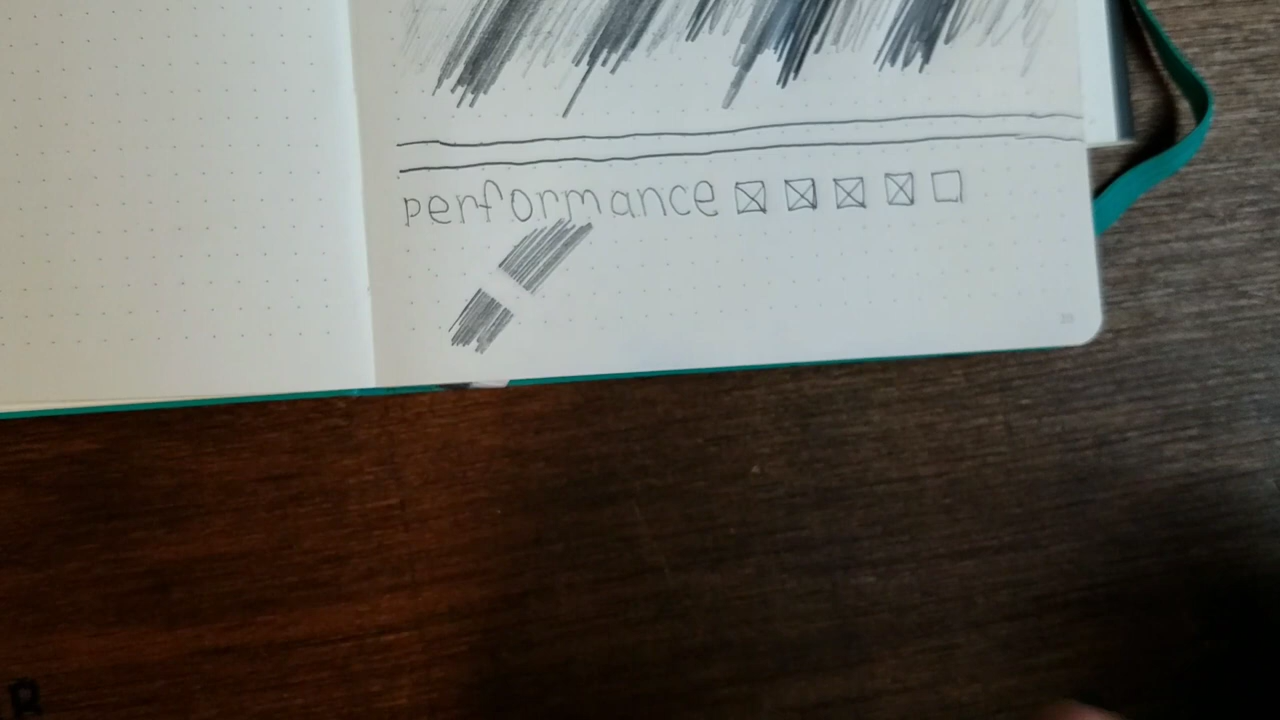 performance ☒ ☒ ☒ ☒ ☐
R